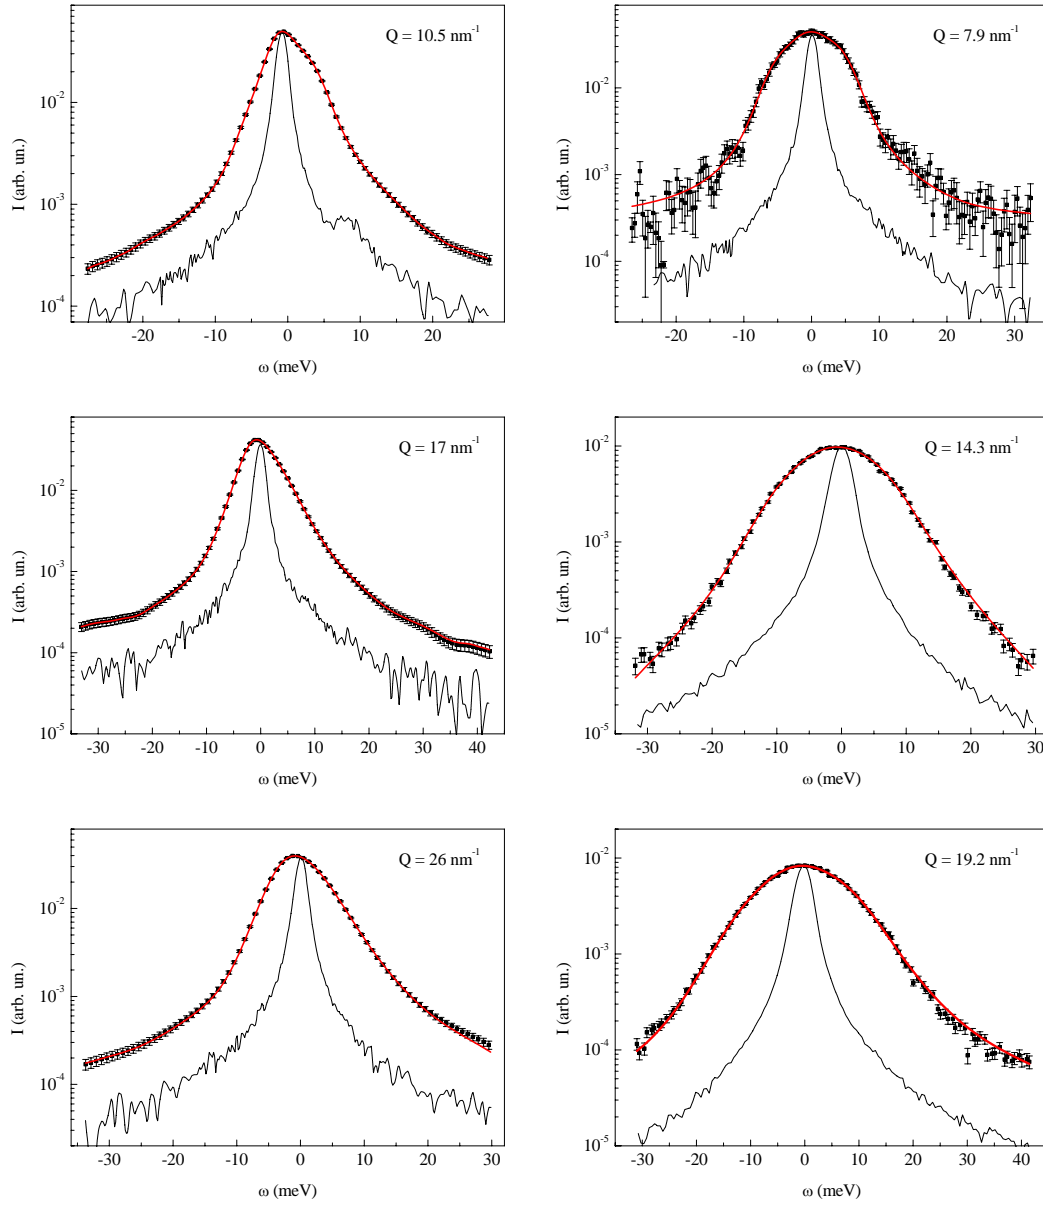 Q = 10.5 nm⁻¹
10⁻²
10⁻³
10⁻⁴
I (arb. un.)
-20 -10 0 10 20
ω (meV)
Q = 7.9 nm⁻¹
10⁻²
10⁻³
10⁻⁴
I (arb. un.)
-20 -10 0 10 20 30
ω (meV)
Q = 17 nm⁻¹
10⁻²
10⁻³
10⁻⁴
10⁻⁵
I (arb. un.)
-30 -20 -10 0 10 20 30 40
ω (meV)
Q = 14.3 nm⁻¹
10⁻²
10⁻³
10⁻⁴
10⁻⁵
I (arb. un.)
-30 -20 -10 0 10 20 30
ω (meV)
Q = 26 nm⁻¹
10⁻²
10⁻³
10⁻⁴
I (arb. un.)
-30 -20 -10 0 10 20 30
ω (meV)
Q = 19.2 nm⁻¹
10⁻²
10⁻³
10⁻⁴
10⁻⁵
I (arb. un.)
-30 -20 -10 0 10 20 30 40
ω (meV)